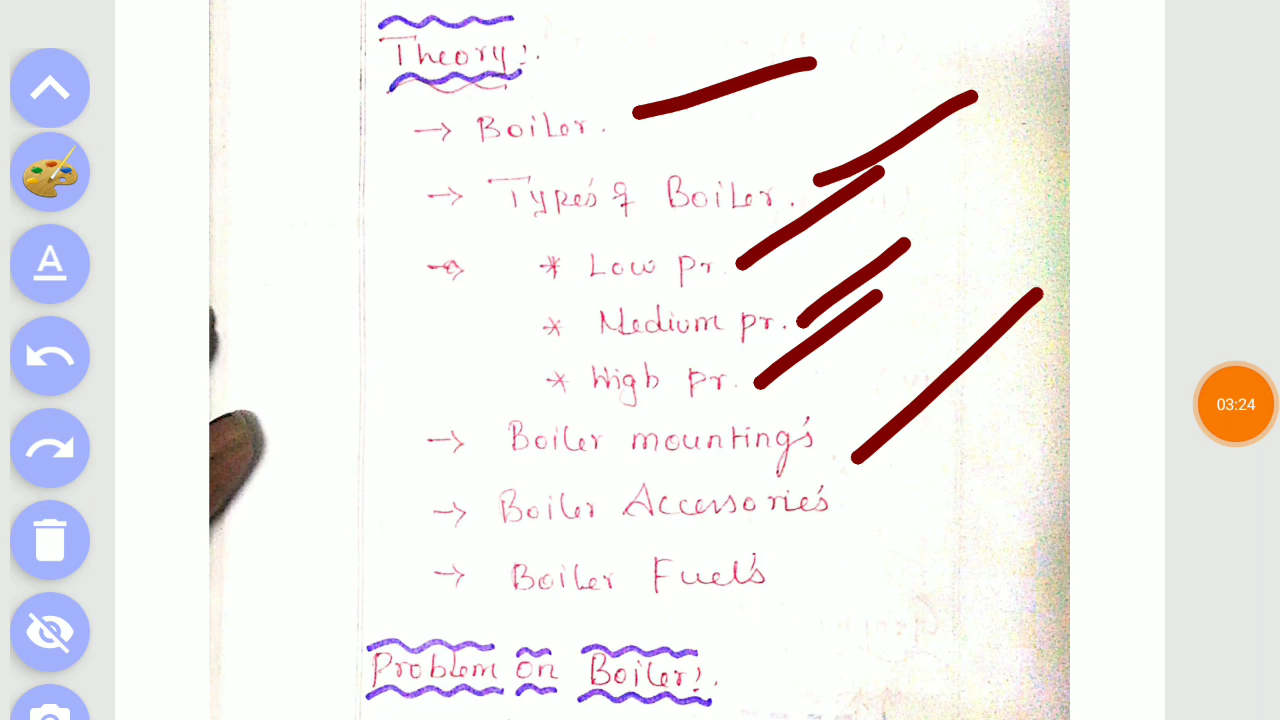 Theory :.
→ Boiler.
→ Types of Boiler.
→ * Low pr.
* Medium pr.
* High pr.
→ Boiler mountings
→ Boiler Accessories
→ Boiler Fuels
Problem on Boiler :.
03:24
A